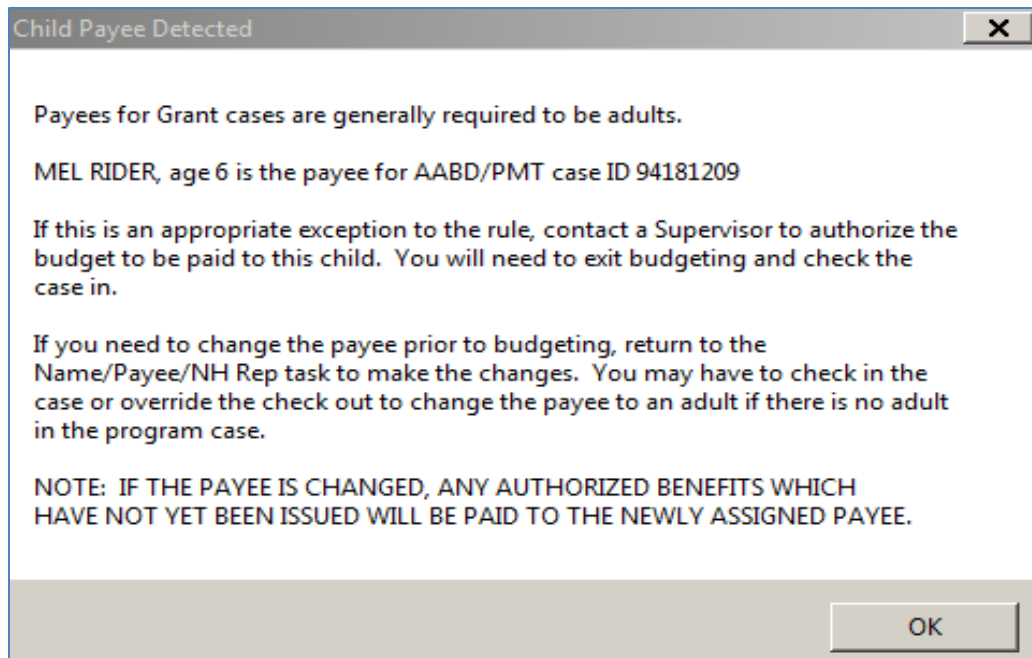 Child Payee Detected
Payees for Grant cases are generally required to be adults.
MEL RIDER, age 6 is the payee for AABD/PMT case ID 94181209
If this is an appropriate exception to the rule, contact a Supervisor to authorize the
budget to be paid to this child.  You will need to exit budgeting and check the
case in.
If you need to change the payee prior to budgeting, return to the
Name/Payee/NH Rep task to make the changes.  You may have to check in the
case or override the check out to change the payee to an adult if there is no adult
in the program case.
NOTE:  IF THE PAYEE IS CHANGED, ANY AUTHORIZED BENEFITS WHICH
HAVE NOT YET BEEN ISSUED WILL BE PAID TO THE NEWLY ASSIGNED PAYEE.
OK